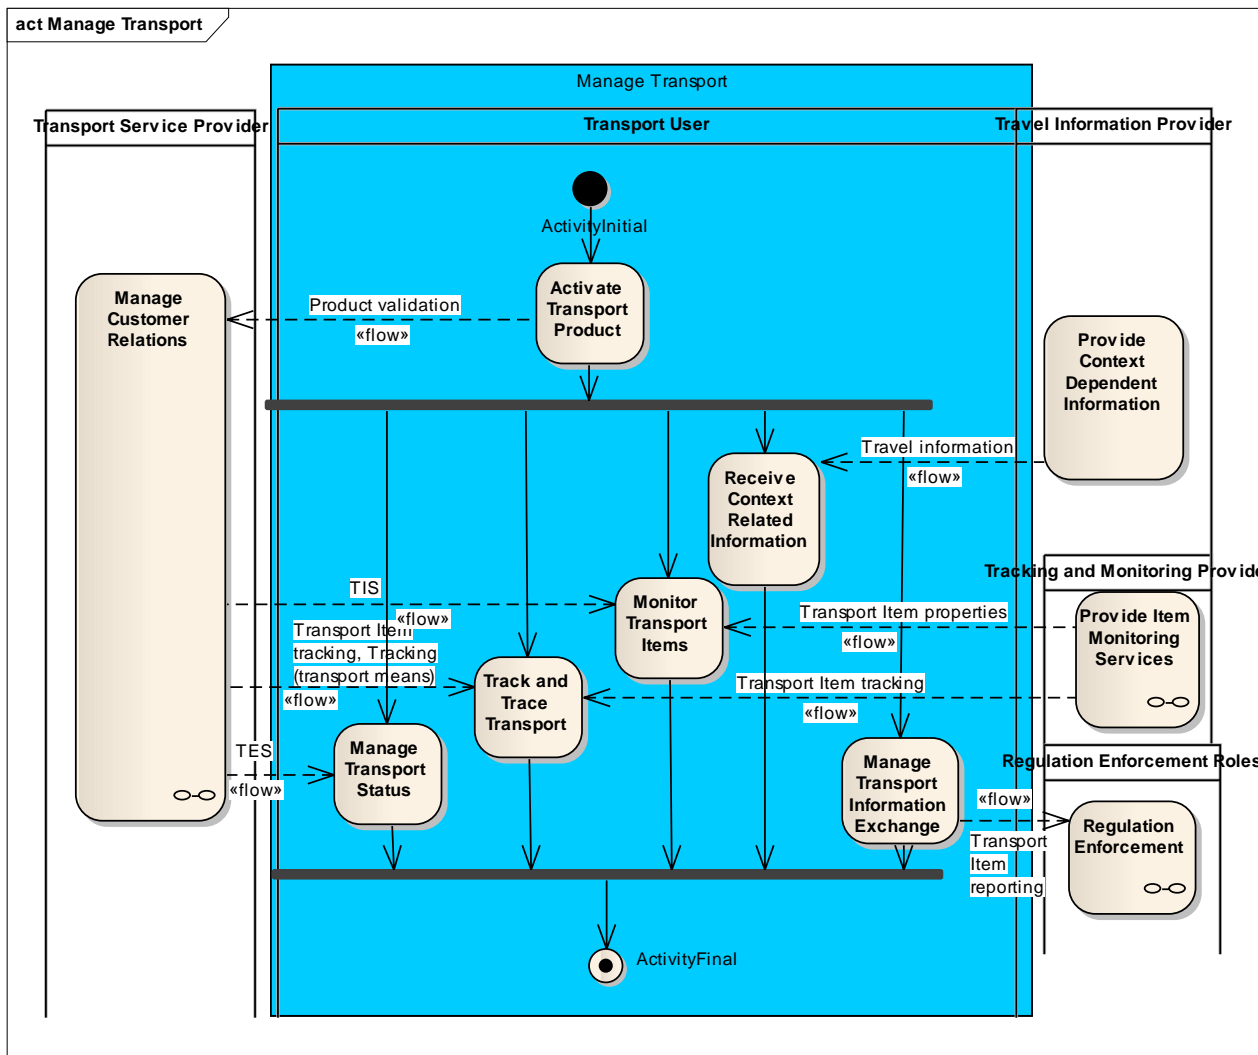 act Manage Transport
Manage Transport
Transport Service Provider
Transport User
Travel Information Provider
ActivityInitial
Activate
Transport
Product
Product validation
«flow»
Manage
Customer
Relations
Provide
Context
Dependent
Information
Travel information
«flow»
Receive
Context
Related
Information
Tracking and Monitoring Provide
TIS
«flow»
Monitor
Transport
Items
Transport Item properties
«flow»
Provide Item
Monitoring
Services
Transport Item
tracking, Tracking
(transport means)
«flow»
Track and
Trace
Transport
Transport Item tracking
«flow»
TES
«flow»
Manage
Transport
Status
Manage
Transport
Information
Exchange
Regulation Enforcement Roles
«flow»
Transport
Item
reporting
Regulation
Enforcement
ActivityFinal